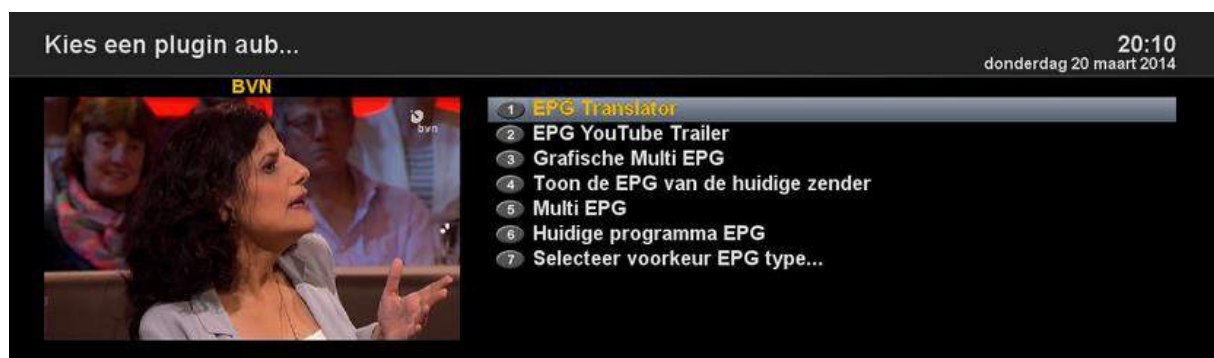 Kies een plugin aub...
20:10
donderdag 20 maart 2014
BVN
bvn
1 EPG Translator
2 EPG YouTube Trailer
3 Grafische Multi EPG
4 Toon de EPG van de huidige zender
5 Multi EPG
6 Huidige programma EPG
7 Selecteer voorkeur EPG type...